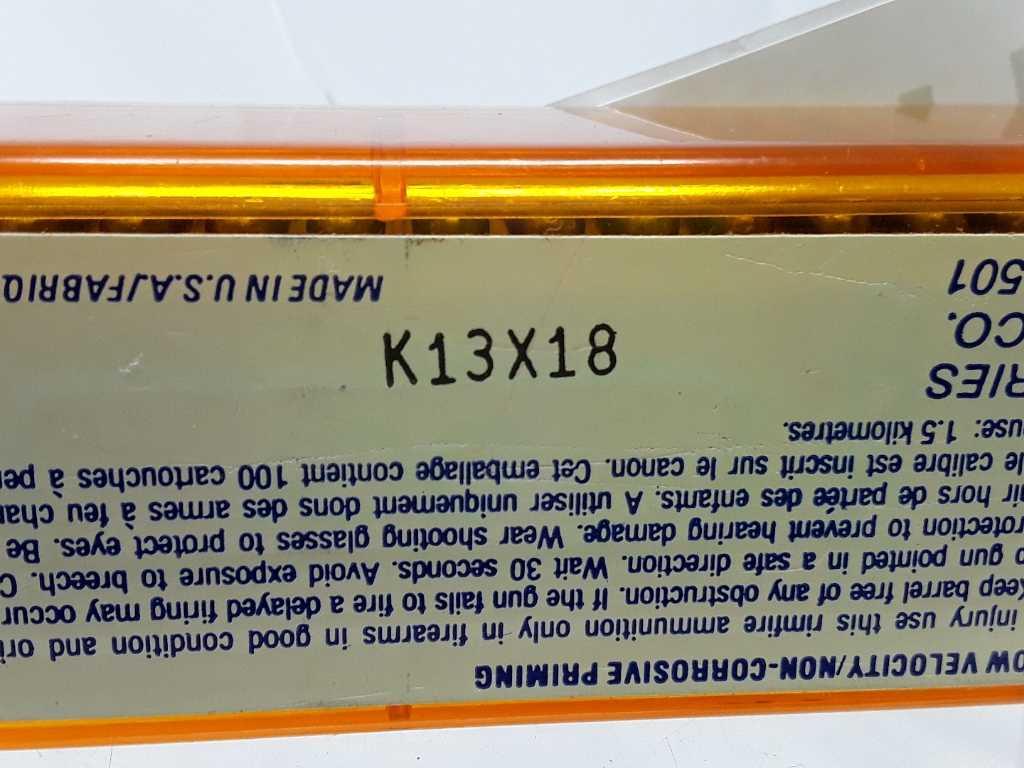 OW VELOCITY/NON-CORROSIVE PRIMING
injury use this rimfire ammunition only in firearms in good condition and ori
Keep barrel free of any obstruction. If the gun fails to fire a delayed firing may occur
gun pointed in a safe direction. Wait 30 seconds. Avoid exposure to breech. C
rotection to prevent hearing damage. Wear shooting glasses to protect eyes. Be
ir hors de partée des enfants. A utiliser uniquement dons des armes à feu cha
le calibre est inscrit sur le canon. Cet emballage contient 100 cartouches à pe
use: 1.5 kilometres.
RIES
CO.
501
MADE IN U.S.A./FABRIQ
K13X18